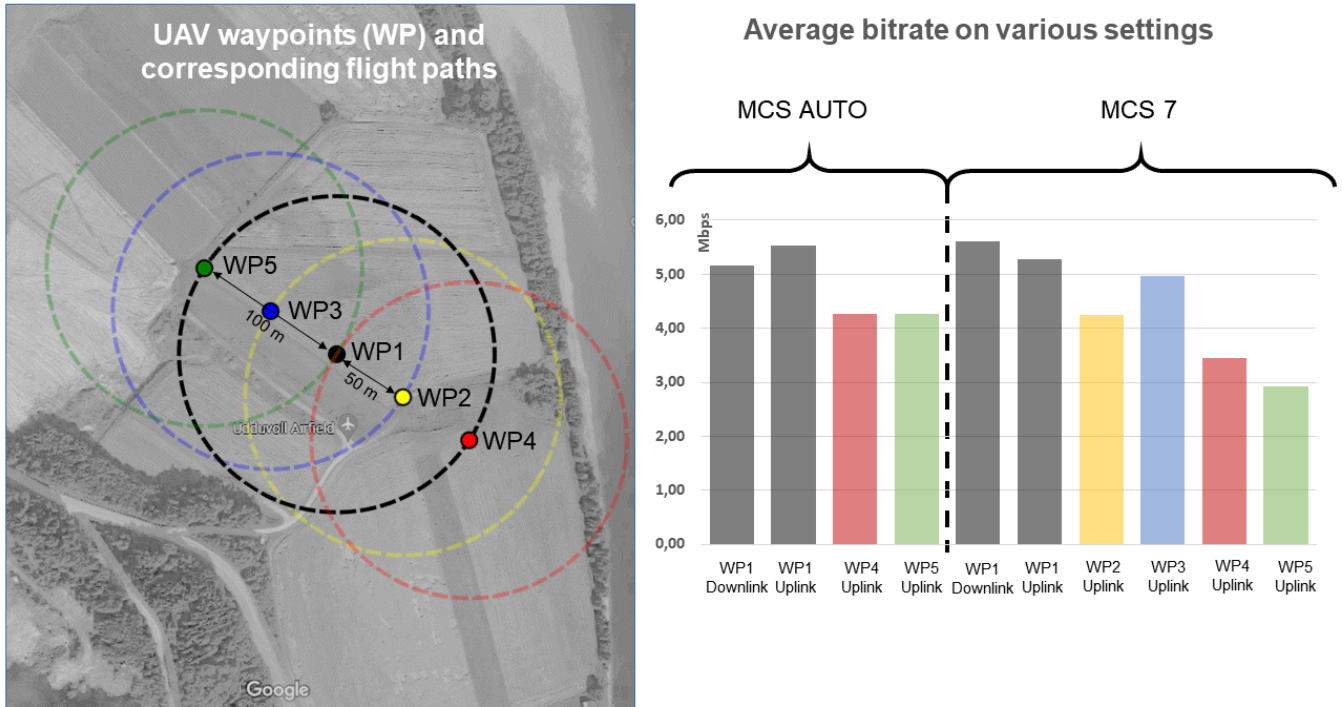 UAV waypoints (WP) and
corresponding flight paths
WP5
WP3
100 m
WP1
50 m
WP2
WP4
Udduvoll Airfield
Google
Average bitrate on various settings
MCS AUTO
MCS 7
Mbps
6,00
5,00
4,00
3,00
2,00
1,00
0,00
WP1
Downlink
WP1
Uplink
WP4
Uplink
WP5
Uplink
WP1
Downlink
WP1
Uplink
WP2
Uplink
WP3
Uplink
WP4
Uplink
WP5
Uplink